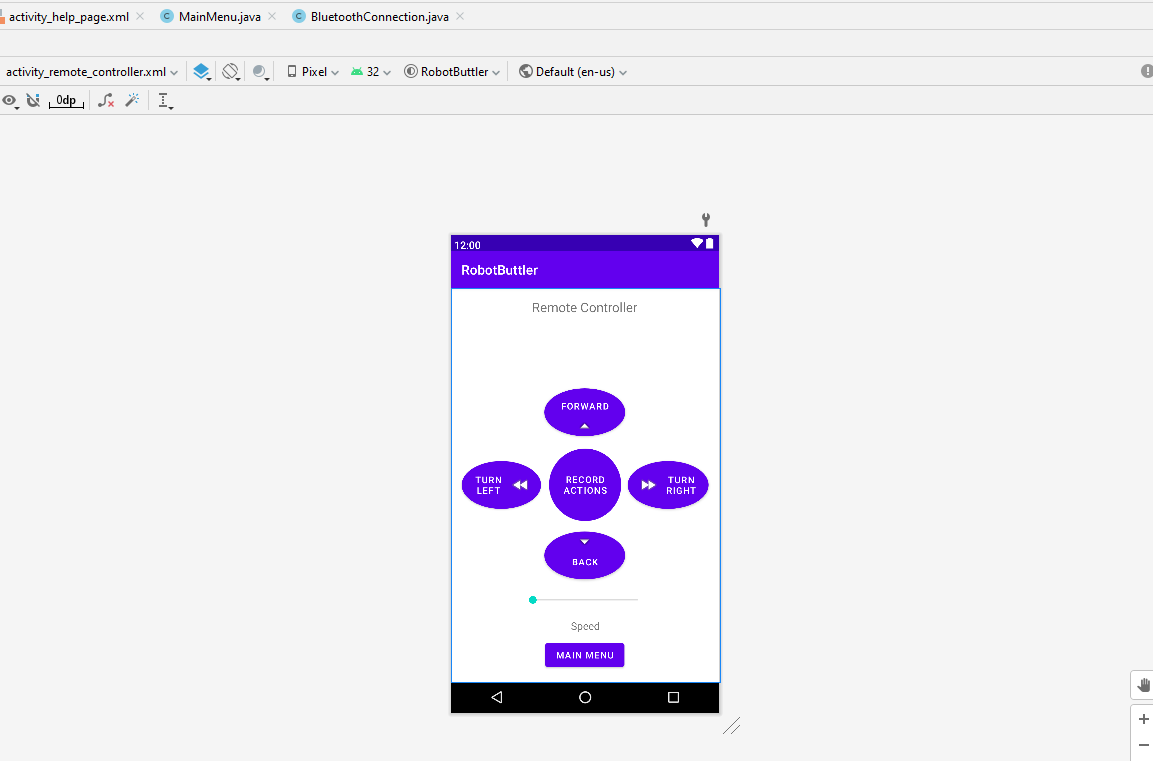 activity_help_page.xml MainMenu.java BluetoothConnection.java
activity_remote_controller.xml Pixel 32 RobotButtler Default (en-us)
0dp
12:00
RobotButtler
Remote Controller
FORWARD
TURN
LEFT
RECORD
ACTIONS
TURN
RIGHT
BACK
Speed
MAIN MENU